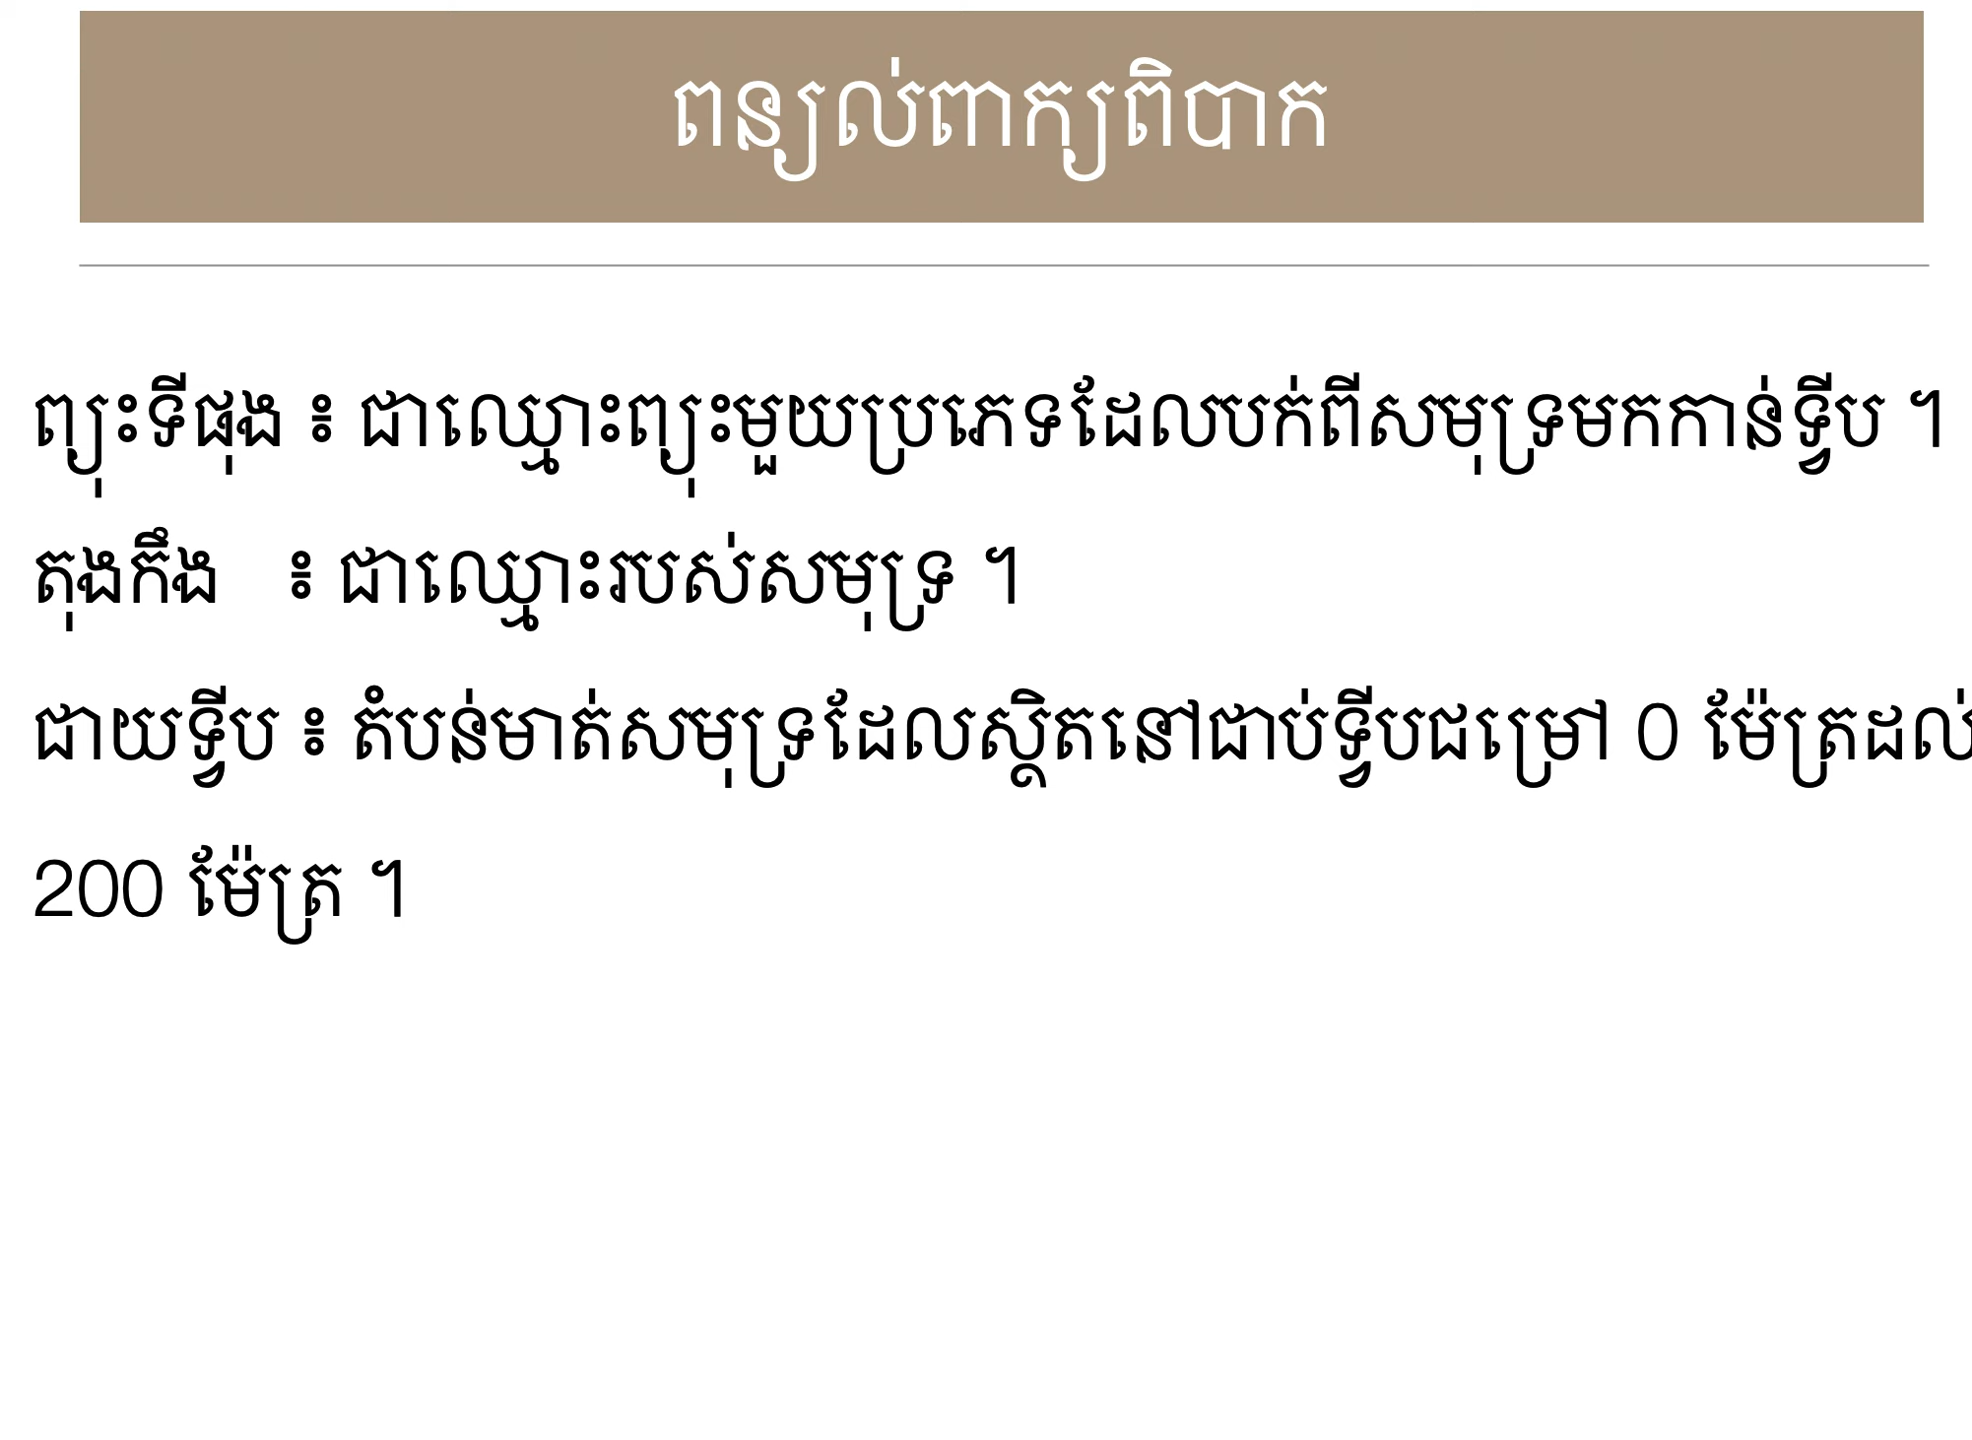 ពន្យល់ពាក្យពិបាក
ព្យុះទីផុង ៖ ជាឈ្មោះព្យុះមួយប្រភេទដែលបក់ពីសមុទ្រមកកាន់ទ្វីប ។
តុងកឹង ៖ ជាឈ្មោះរបស់សមុទ្រ ។
ជាយទ្វីប ៖ តំបន់មាត់សមុទ្រដែលស្ថិតនៅជាប់ទ្វីបជម្រៅ 0 ម៉ែត្រដល់
200 ម៉ែត្រ ។